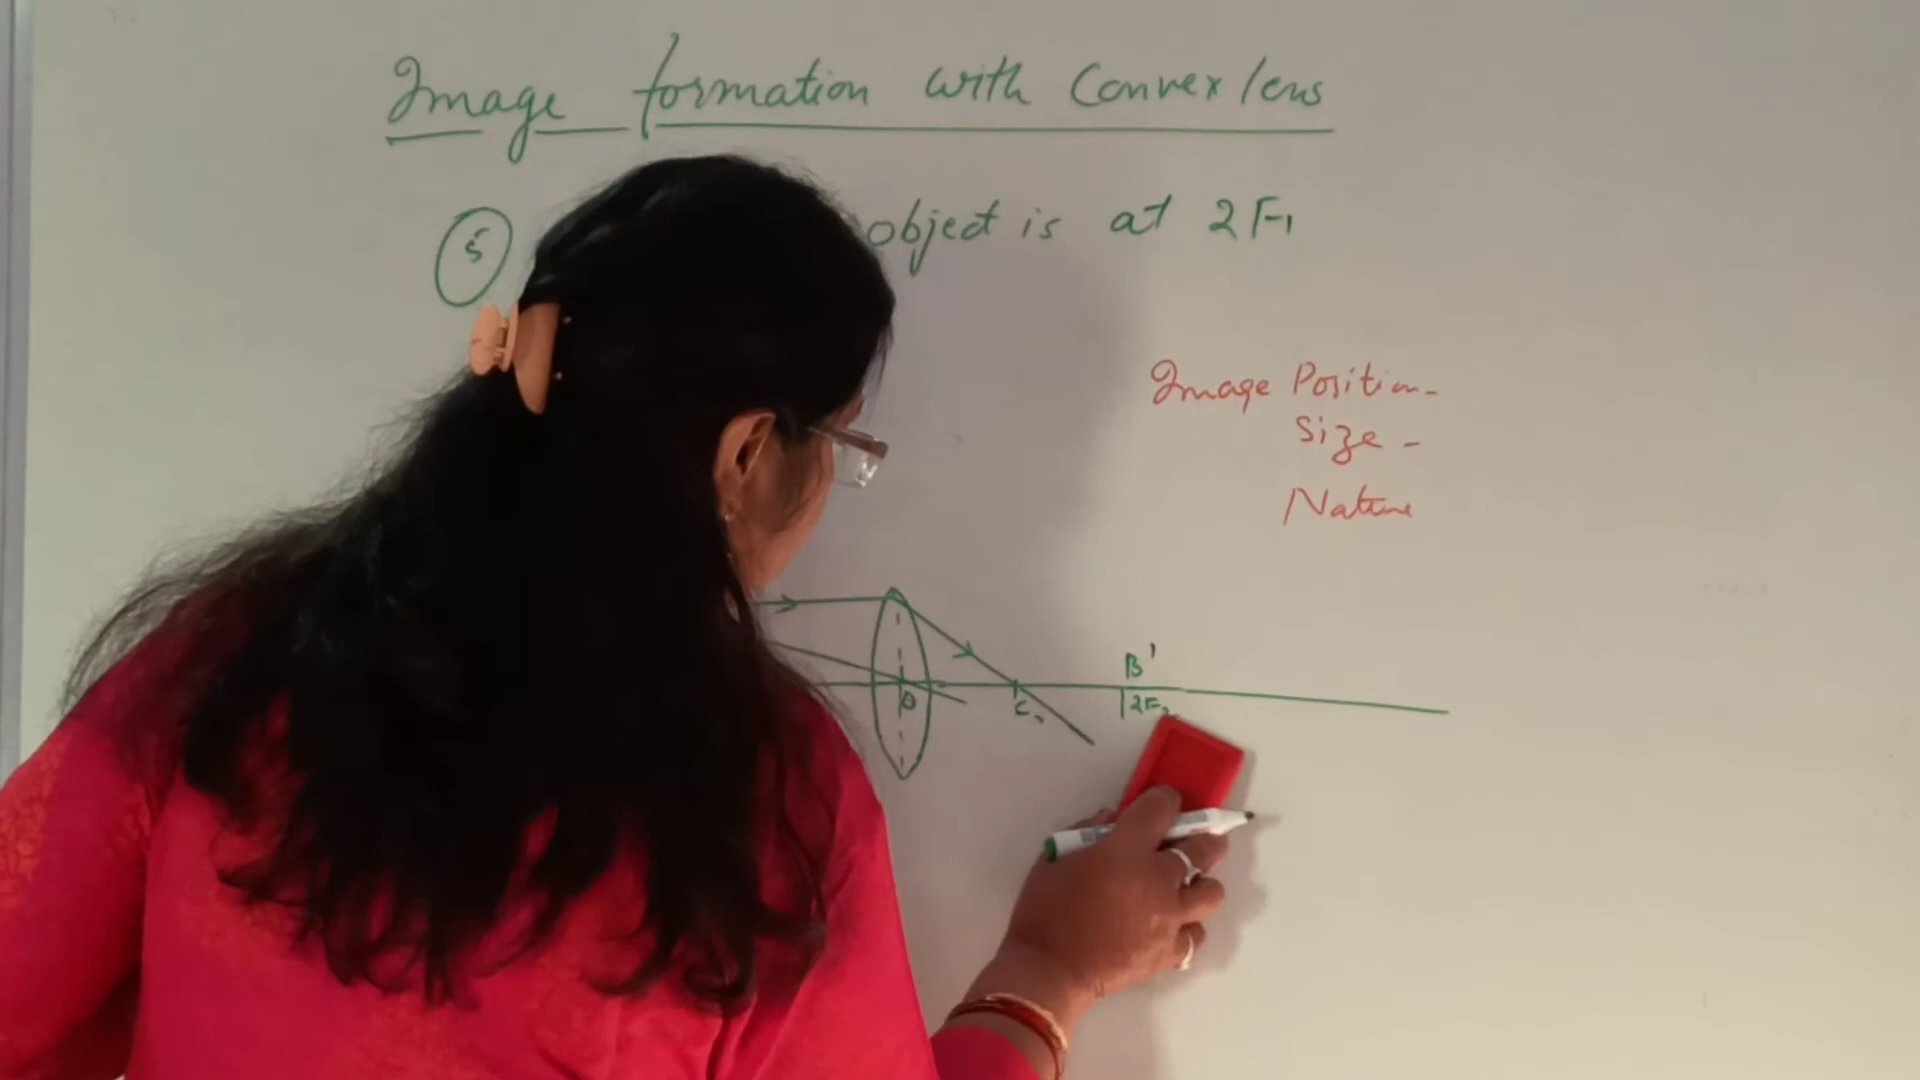 Image formation with Convex lens
5 object is at 2F1
Image Position-
Size -
Nature
B'
O
2F2